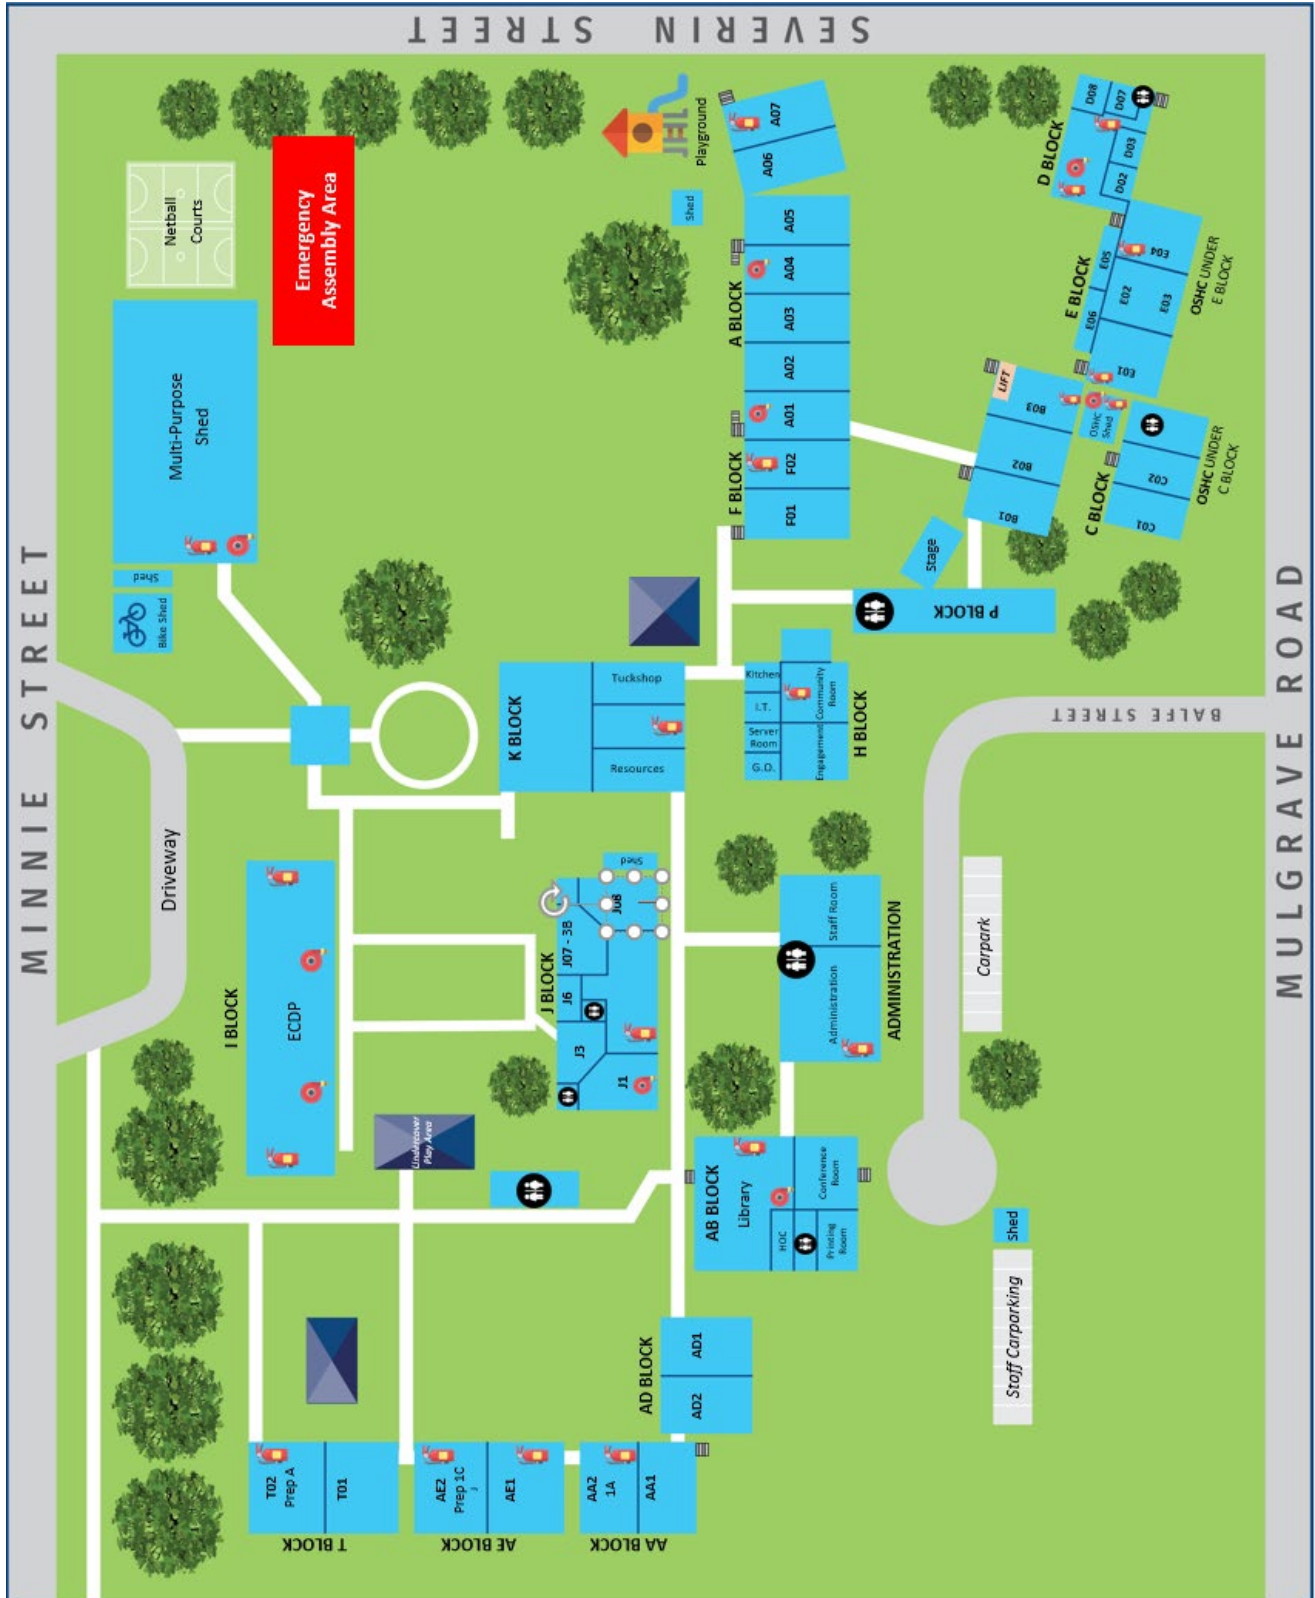 SEVERIN STREET
MINNIE STREET
MULGRAVE ROAD
BALFE STREET
Driveway
Netball
Courts
Emergency
Assembly Area
Multi-Purpose
Shed
Shed
Bike Shed
Playground
Shed
A BLOCK
A07
A06
A05
A04
A03
A02
A01
F BLOCK
F02
F01
D BLOCK
D08
D07
D03
D02
E BLOCK
E05
E06
E04
E02
E03
E01
OSHC UNDER
E BLOCK
LIFT
B03
B02
B01
OSHC
Shed
C BLOCK
C02
C01
OSHC UNDER
C BLOCK
Stage
P BLOCK
K BLOCK
Tuckshop
Resources
H BLOCK
Kitchen
I.T.
Server
Room
G.O.
Community
Room
Engagement
I BLOCK
ECDP
J BLOCK
Shed
J08
J07 - 3B
J6
J3
J1
ADMINISTRATION
Staff Room
Administration
Carpark
Undercover
Play Area
AB BLOCK
Library
Conference
Room
HOC
Printing
Room
shed
Staff Carparking
AD BLOCK
AD1
AD2
T BLOCK
T02
Prep A
T01
AE BLOCK
AE2
Prep 1C
J
AE1
AA BLOCK
AA2
1A
AA1